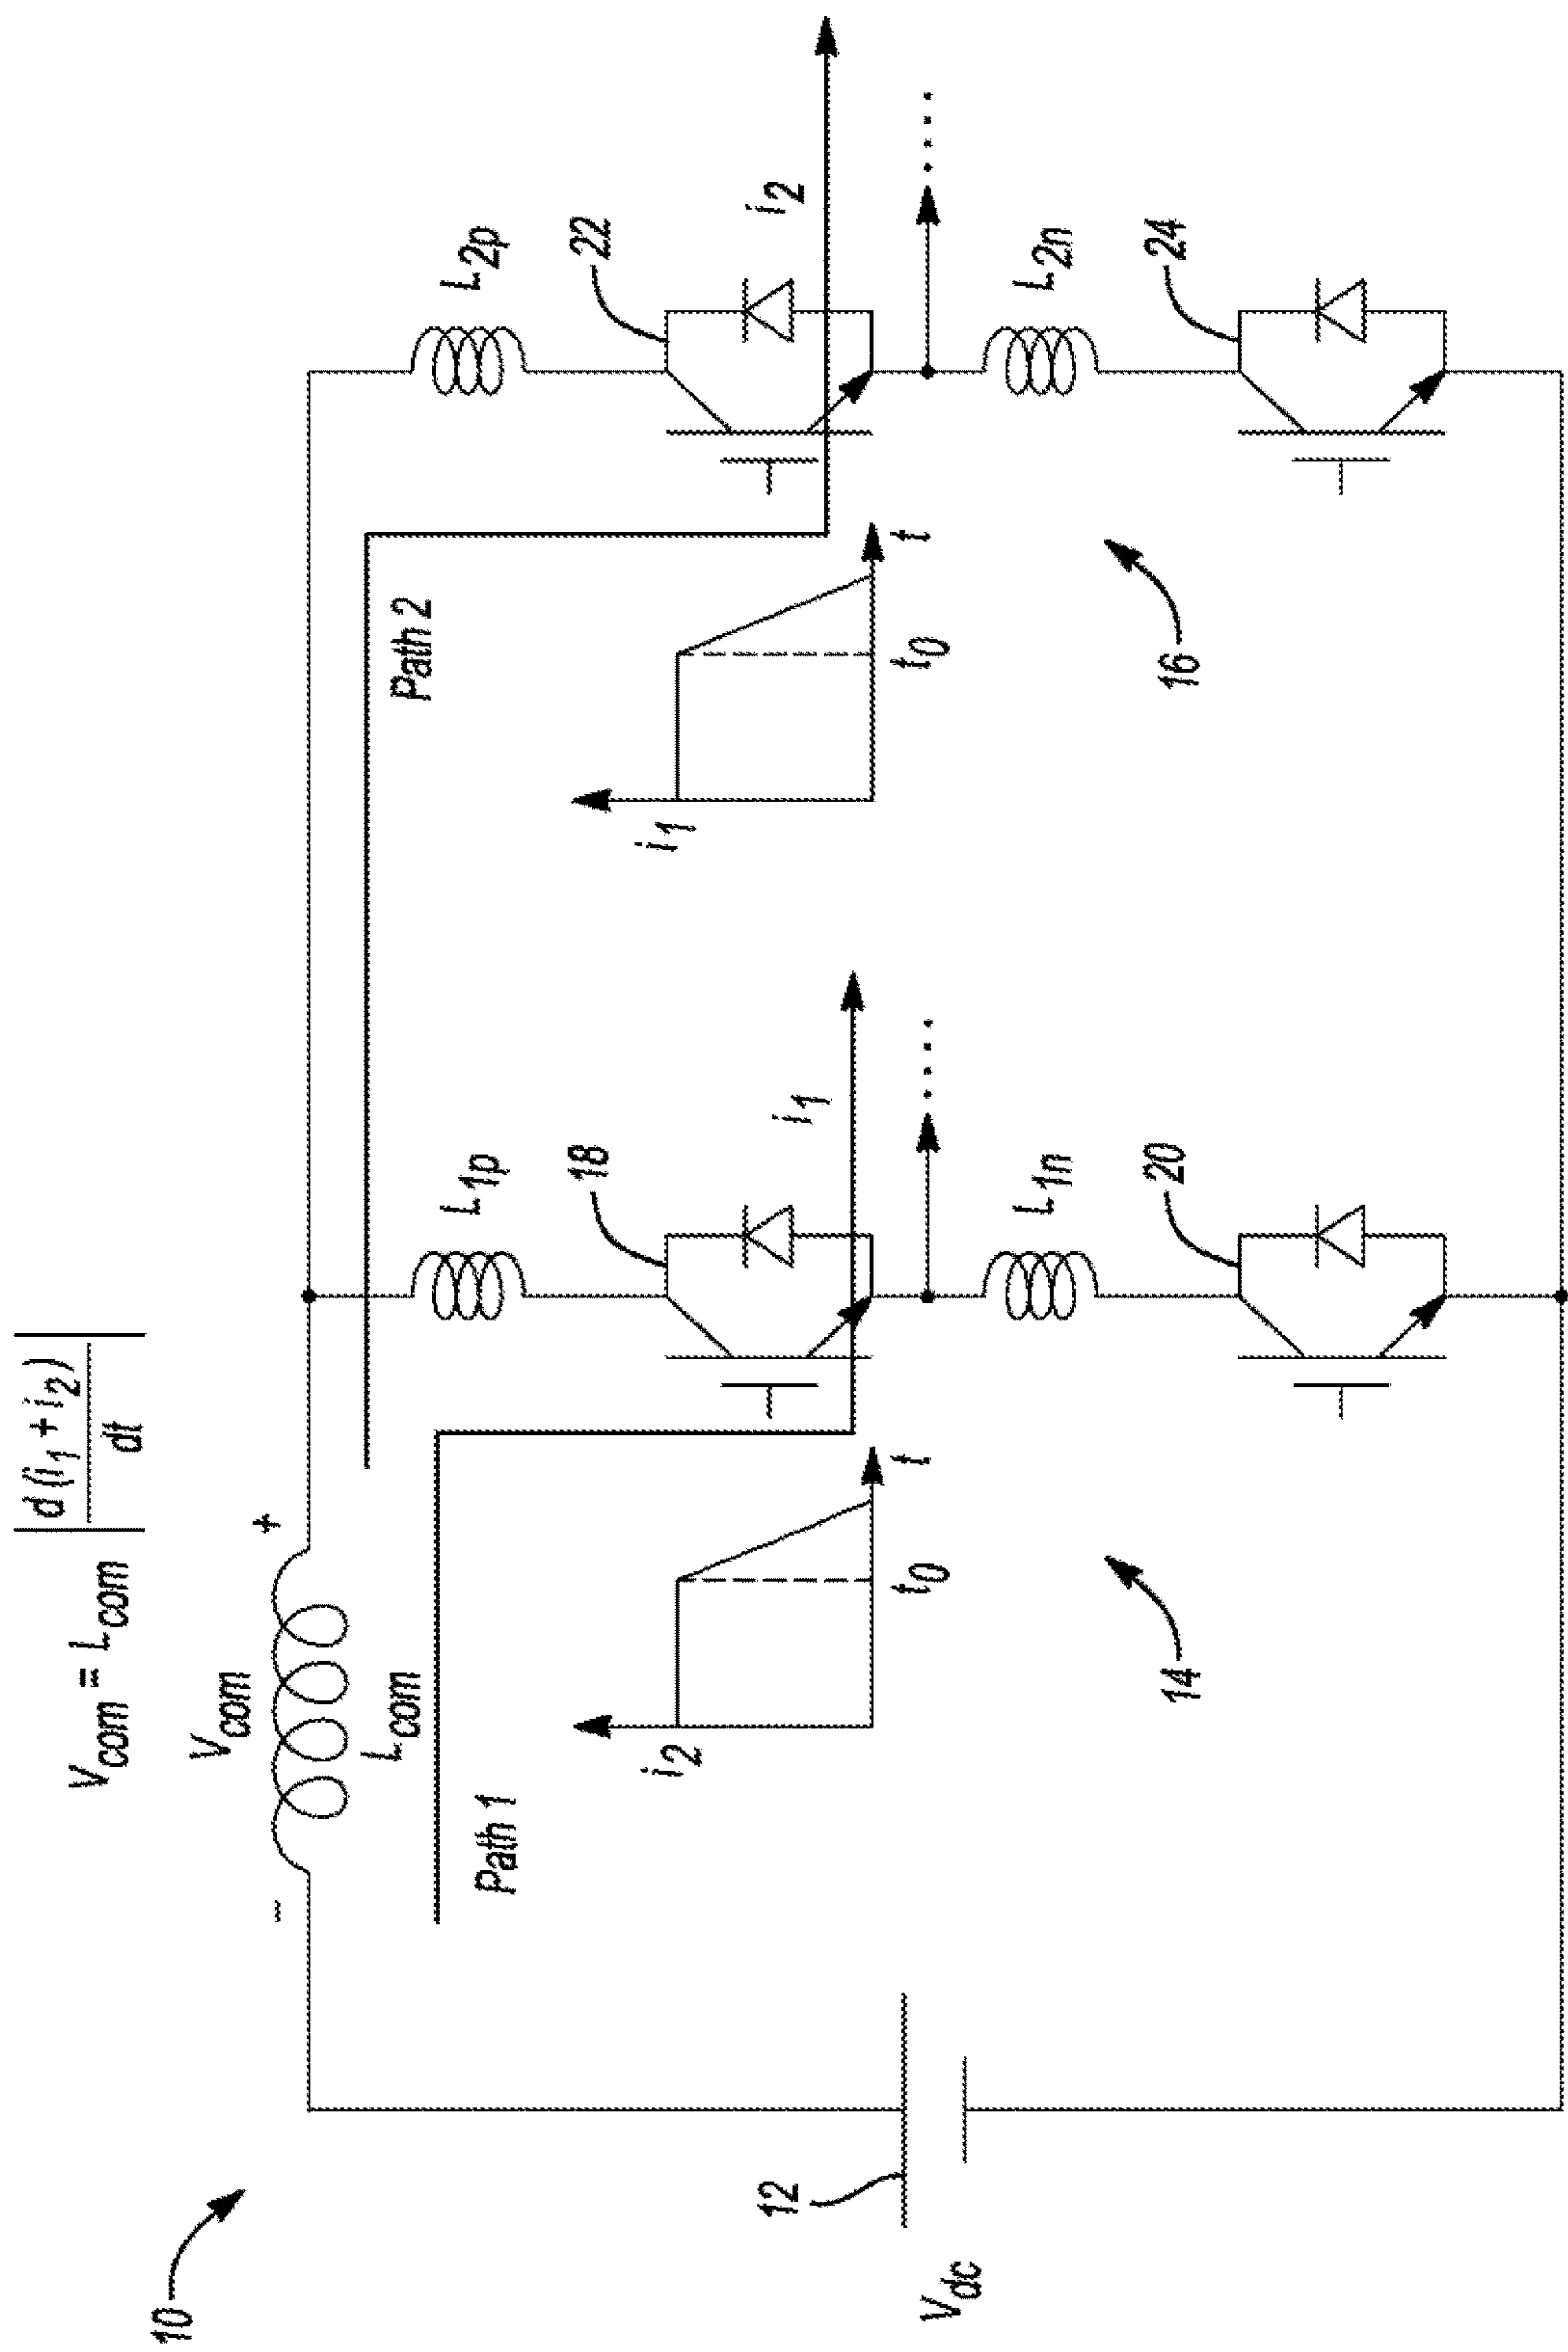 10
V_com = L_com |d(i_1 + i_2)/dt|
- V_com +
L_com
Path 1
Path 2
L_1p
L_2p
18
22
i_2
t_0
t
i_1
i_1
t_0
t
i_2
12
V_dc
....
....
L_1n
L_2n
14
20
16
24